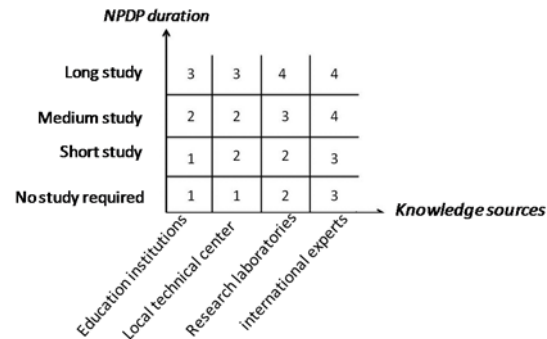 NPDP duration
Long study 3 3 4 4
Medium study 2 2 3 4
Short study 1 2 2 3
No study required 1 1 2 3
Knowledge sources
Education institutions
Local technical center
Research laboratories
international experts